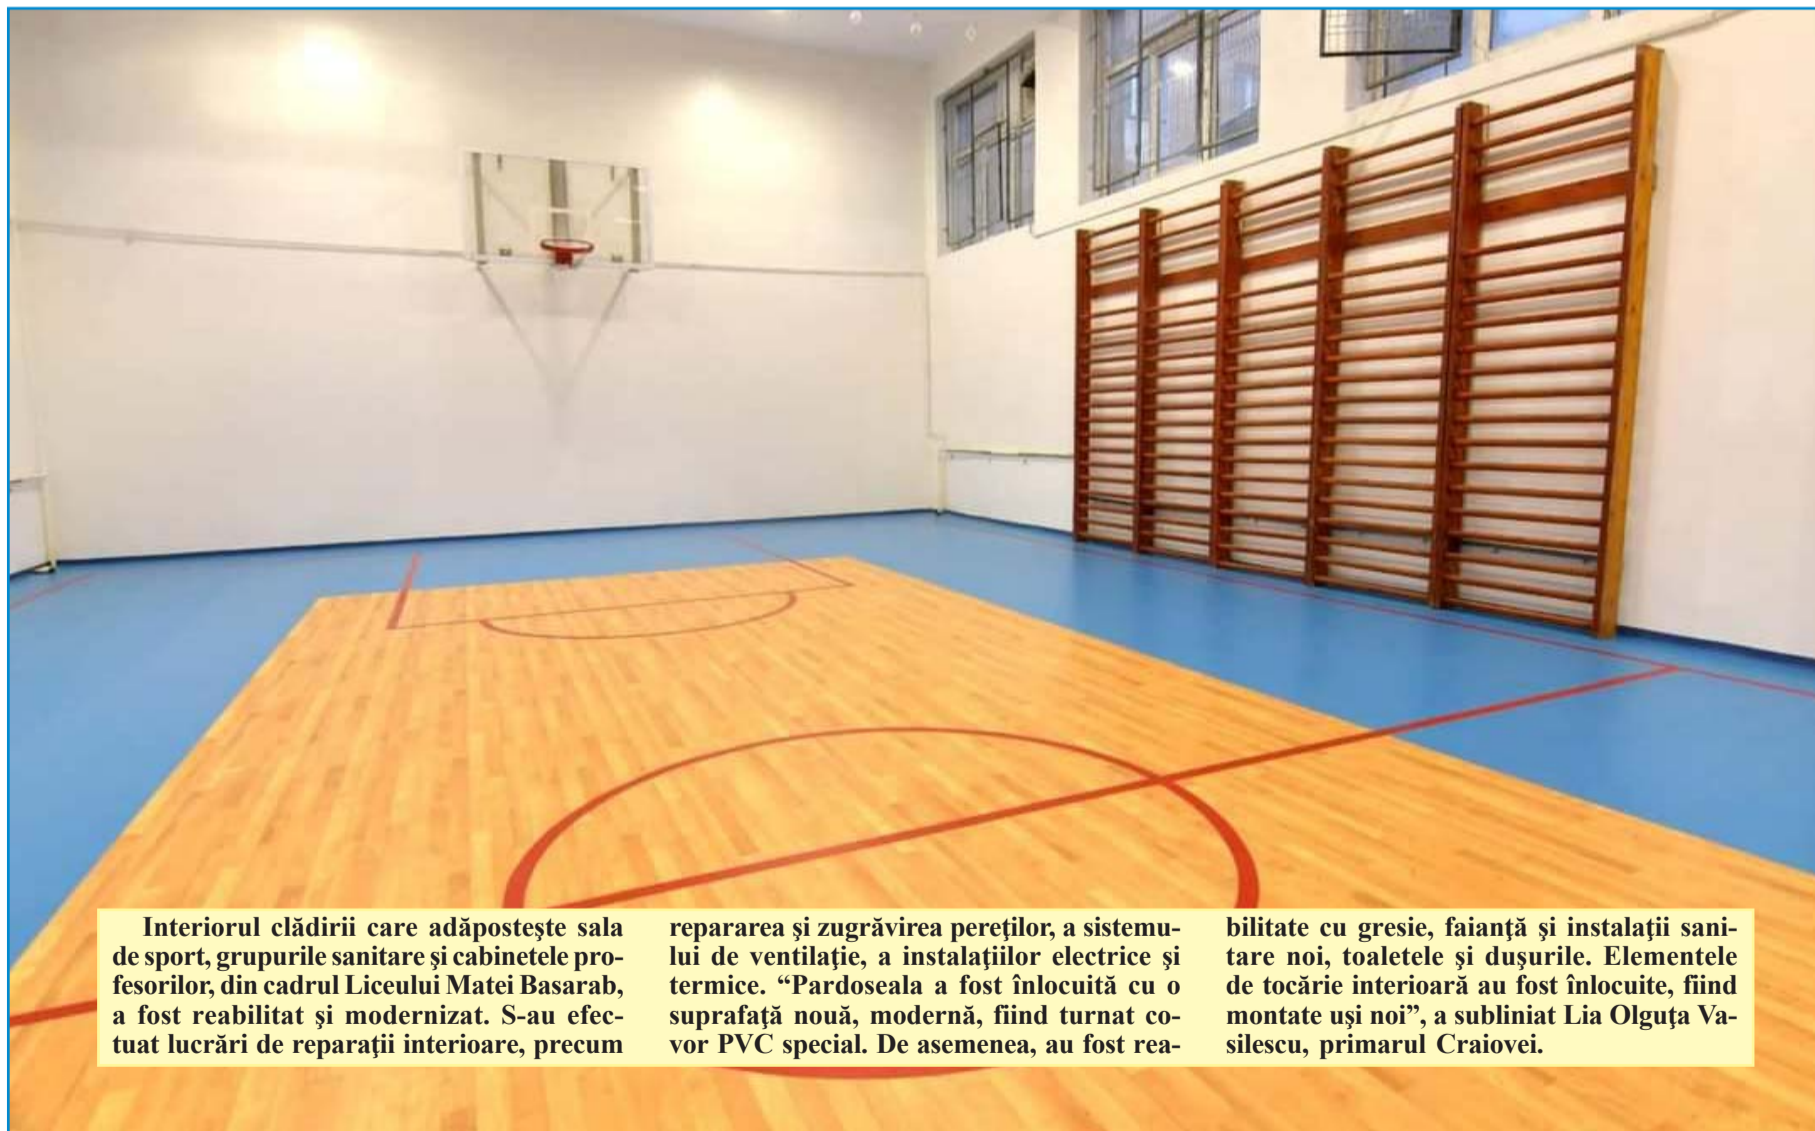 Interiorul clădirii care adăposteşte sala
de sport, grupurile sanitare şi cabinetele pro-
fesorilor, din cadrul Liceului Matei Basarab,
a fost reabilitat şi modernizat. S-au efec-
tuat lucrări de reparaţii interioare, precum
repararea şi zugrăvirea pereţilor, a sistemu-
lui de ventilaţie, a instalaţiilor electrice şi
termice. “Pardoseala a fost înlocuită cu o
suprafaţă nouă, modernă, fiind turnat co-
vor PVC special. De asemenea, au fost rea-
bilitate cu gresie, faianţă şi instalaţii sani-
tare noi, toaletele şi duşurile. Elementele
de tocărie interioară au fost înlocuite, fiind
montate uşi noi”, a subliniat Lia Olguţa Va-
silescu, primarul Craiovei.